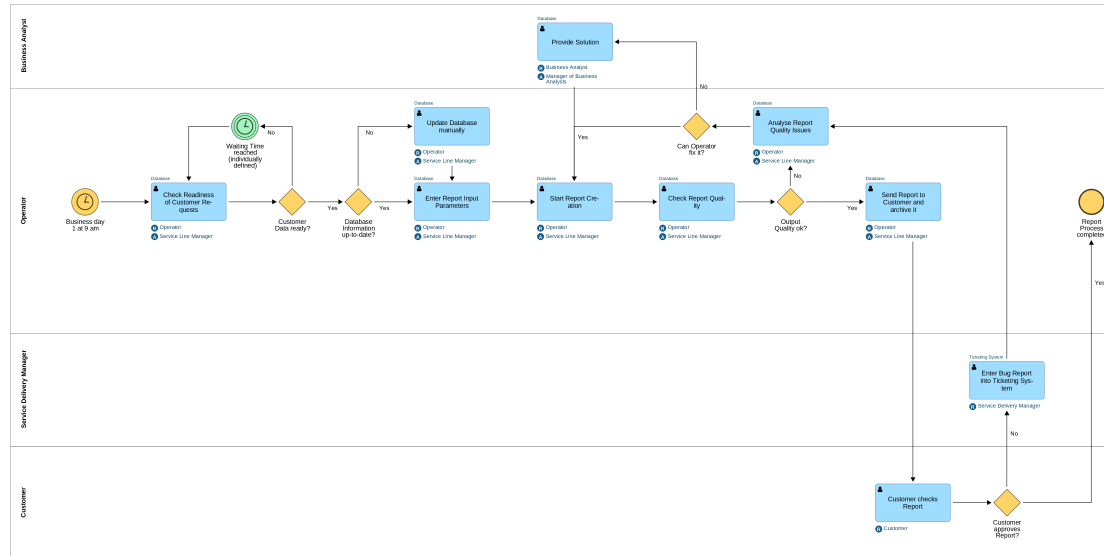 Business Analyst
Database
Provide Solution
R Business Analyst
A Manager of Business
Analysts
No
Operator
Business day
1 at 9 am
Database
Check Readiness
of Customer Re-
quests
R Operator
A Service Line Manager
Waiting Time
reached
(individually
defined)
No
Customer
Data ready?
Yes
Database
Information
up-to-date?
No
Yes
Database
Update Database
manually
R Operator
A Service Line Manager
Database
Enter Report Input
Parameters
R Operator
A Service Line Manager
Database
Start Report Cre-
ation
R Operator
A Service Line Manager
Yes
Can Operator
fix it?
Database
Analyse Report
Quality Issues
R Operator
A Service Line Manager
Database
Check Report Qual-
ity
R Operator
A Service Line Manager
No
Output
Quality ok?
Yes
Database
Send Report to
Customer and
archive it
R Operator
A Service Line Manager
Report
Process
completed
Yes
Service Delivery Manager
Ticketing System
Enter Bug Report
into Ticketing Sys-
tem
R Service Delivery Manager
No
Customer
Customer checks
Report
R Customer
Customer
approves
Report?